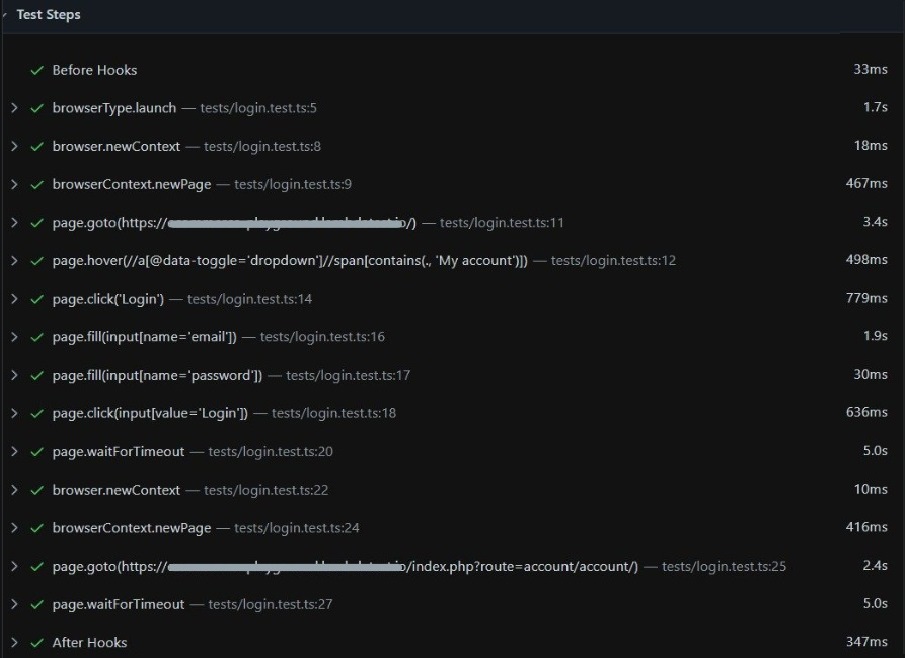 Test Steps
Before Hooks 33ms
browserType.launch — tests/login.test.ts:5 1.7s
browser.newContext — tests/login.test.ts:8 18ms
browserContext.newPage — tests/login.test.ts:9 467ms
page.goto(https:// /) — tests/login.test.ts:11 3.4s
page.hover(//a[@data-toggle='dropdown']//span[contains(., 'My account')]) — tests/login.test.ts:12 498ms
page.click('Login') — tests/login.test.ts:14 779ms
page.fill(input[name='email']) — tests/login.test.ts:16 1.9s
page.fill(input[name='password']) — tests/login.test.ts:17 30ms
page.click(input[value='Login']) — tests/login.test.ts:18 636ms
page.waitForTimeout — tests/login.test.ts:20 5.0s
browser.newContext — tests/login.test.ts:22 10ms
browserContext.newPage — tests/login.test.ts:24 416ms
page.goto(https:// /index.php?route=account/account/) — tests/login.test.ts:25 2.4s
page.waitForTimeout — tests/login.test.ts:27 5.0s
After Hooks 347ms